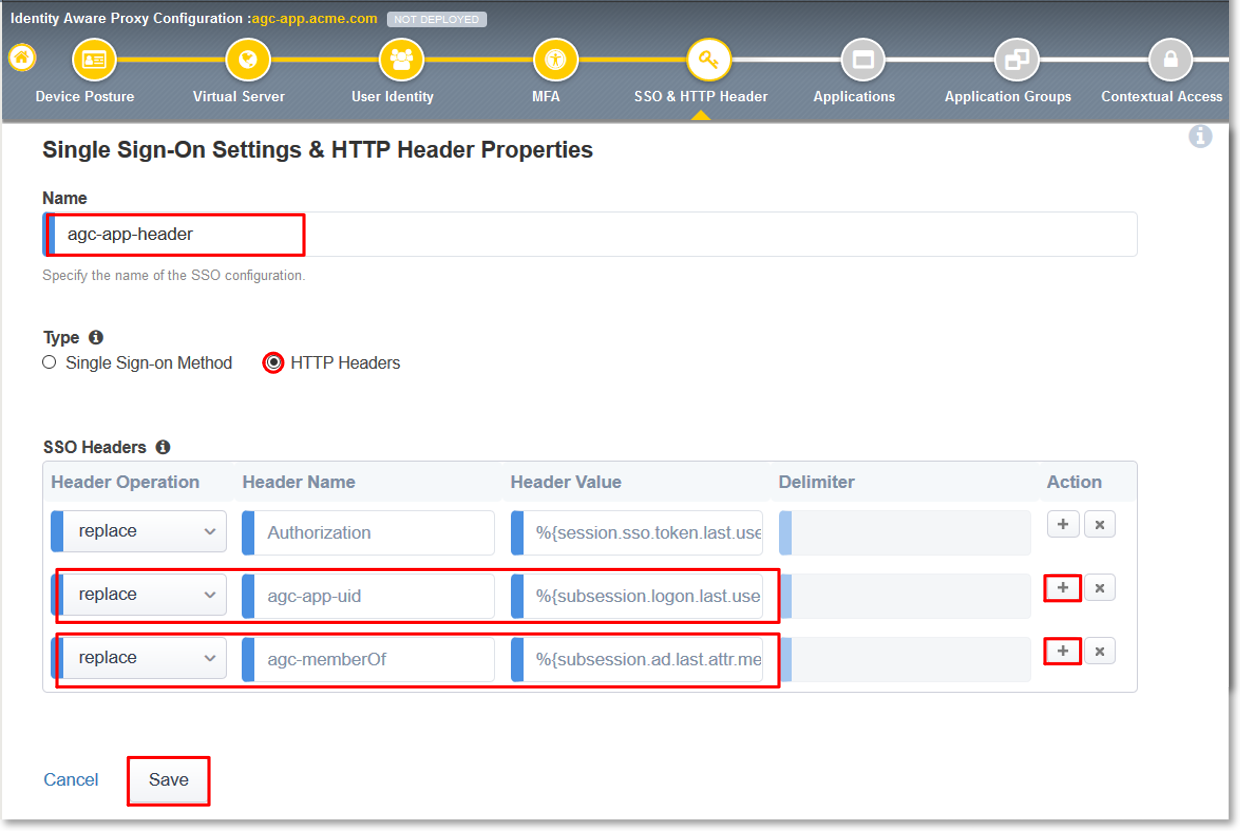 Identity Aware Proxy Configuration :agc-app.acme.com NOT DEPLOYED
Device Posture Virtual Server User Identity MFA SSO & HTTP Header Applications Application Groups Contextual Access
Single Sign-On Settings & HTTP Header Properties
Name
agc-app-header
Specify the name of the SSO configuration.
Type
Single Sign-on Method HTTP Headers
SSO Headers
Header Operation Header Name Header Value Delimiter Action
replace Authorization %{session.sso.token.last.use + x
replace agc-app-uid %{subsession.logon.last.use + x
replace agc-memberOf %{subsession.ad.last.attr.me + x
Cancel Save